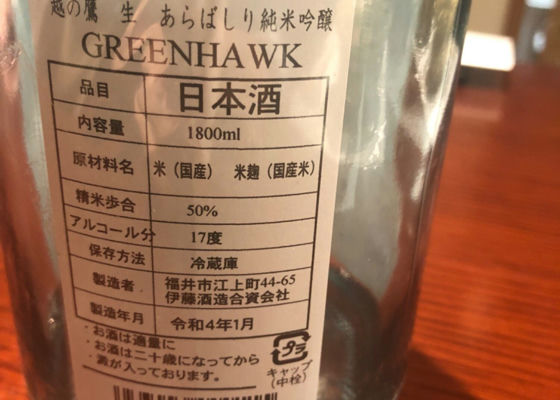 越の鷹 生 あらばしり純米吟醸
GREENHAWK
品目 日本酒
内容量 1800ml
原材料名 米（国産） 米麹（国産米）
精米歩合 50%
アルコール分 17度
保存方法 冷蔵庫
製造者 福井市江上町44-65
伊藤酒造合資会社
製造年月 令和4年1月
・お酒は適量に
・お酒は二十歳になってから
・澱が入っております。
プラ
キャップ
（中栓）